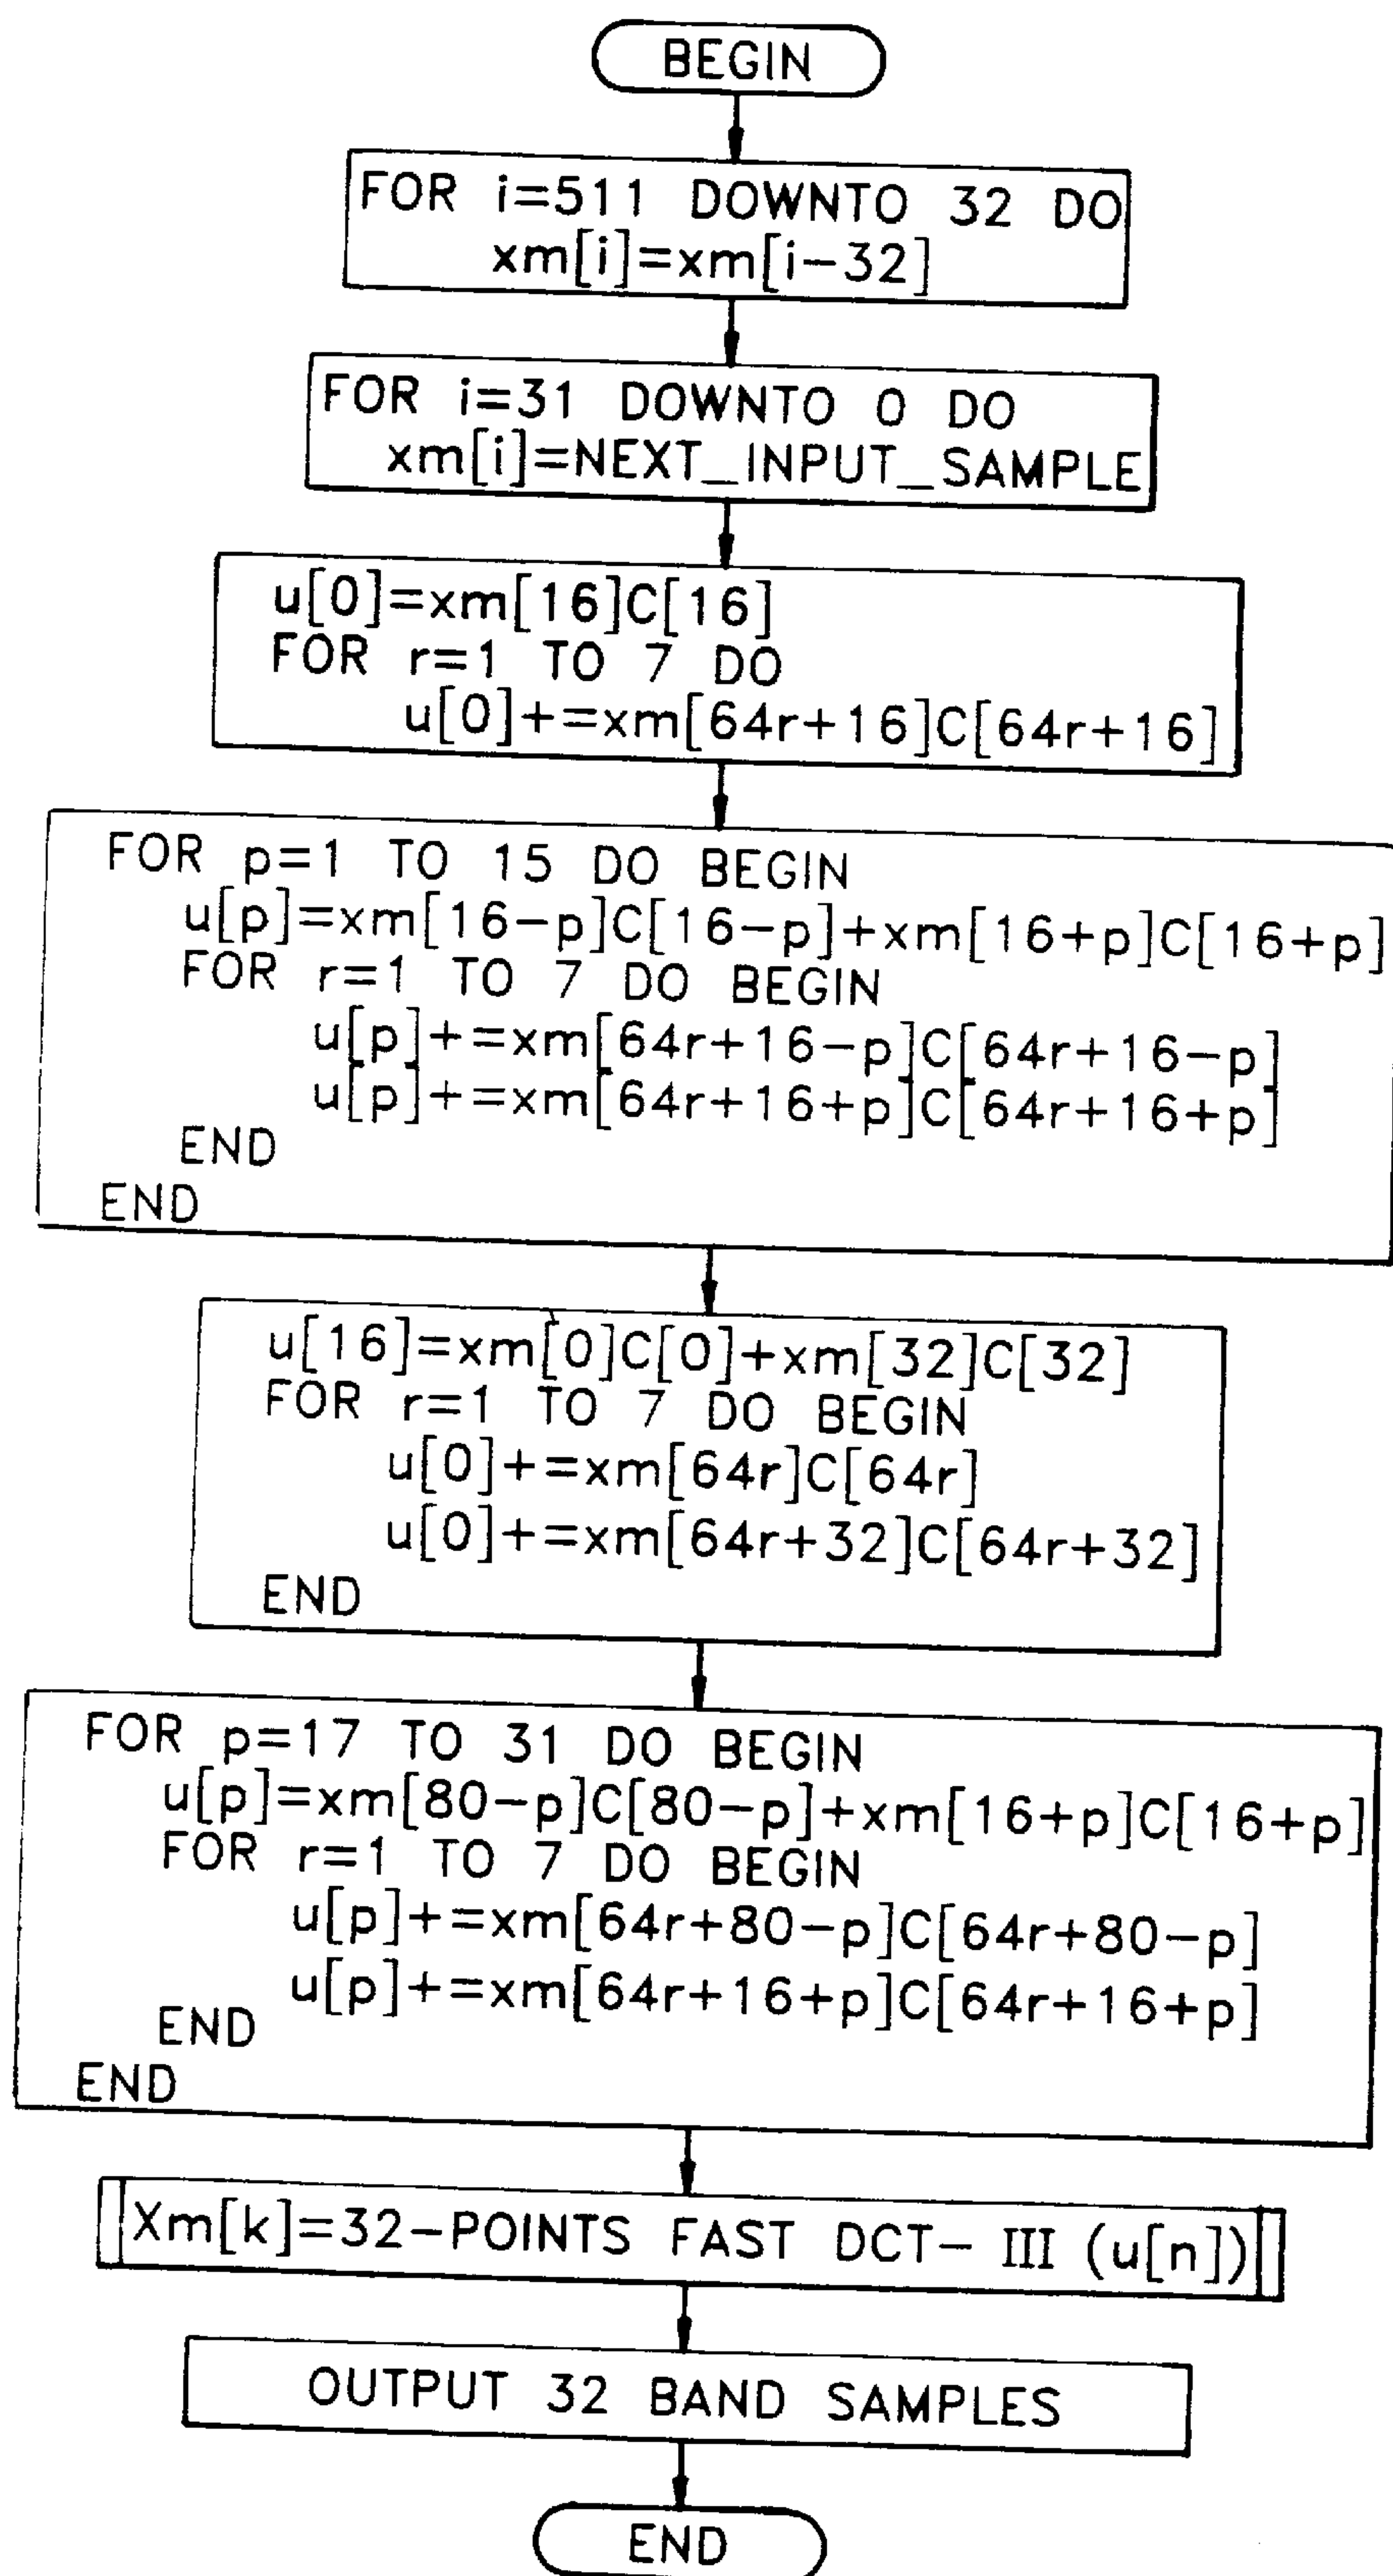 BEGIN
FOR i=511 DOWNTO 32 DO
xm[i]=xm[i-32]
FOR i=31 DOWNTO 0 DO
xm[i]=NEXT_INPUT_SAMPLE
u[0]=xm[16]C[16]
FOR r=1 TO 7 DO
u[0]+=xm[64r+16]C[64r+16]
FOR p=1 TO 15 DO BEGIN
u[p]=xm[16-p]C[16-p]+xm[16+p]C[16+p]
FOR r=1 TO 7 DO BEGIN
u[p]+=xm[64r+16-p]C[64r+16-p]
u[p]+=xm[64r+16+p]C[64r+16+p]
END
END
u[16]=xm[0]C[0]+xm[32]C[32]
FOR r=1 TO 7 DO BEGIN
u[0]+=xm[64r]C[64r]
u[0]+=xm[64r+32]C[64r+32]
END
FOR p=17 TO 31 DO BEGIN
u[p]=xm[80-p]C[80-p]+xm[16+p]C[16+p]
FOR r=1 TO 7 DO BEGIN
u[p]+=xm[64r+80-p]C[64r+80-p]
u[p]+=xm[64r+16+p]C[64r+16+p]
END
END
Xm[k]=32-POINTS FAST DCT- III (u[n])
OUTPUT 32 BAND SAMPLES
END